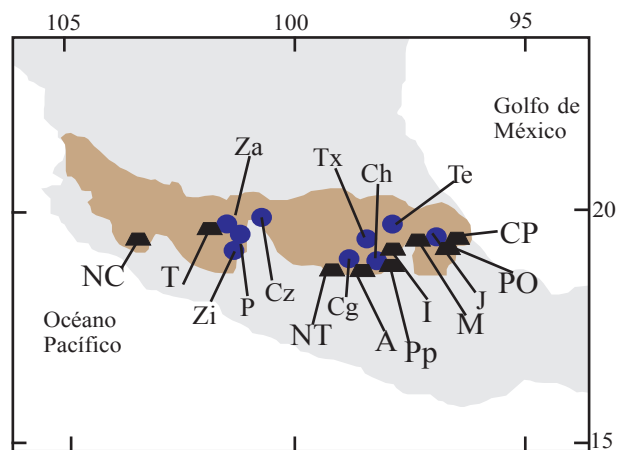 105
100
95
Golfo de
México
Za
Tx
Ch
Te
20
CP
NC
T
Zi
P
Cz
NT
Cg
A
Pp
I
M
J
PO
Océano
Pacífico
15